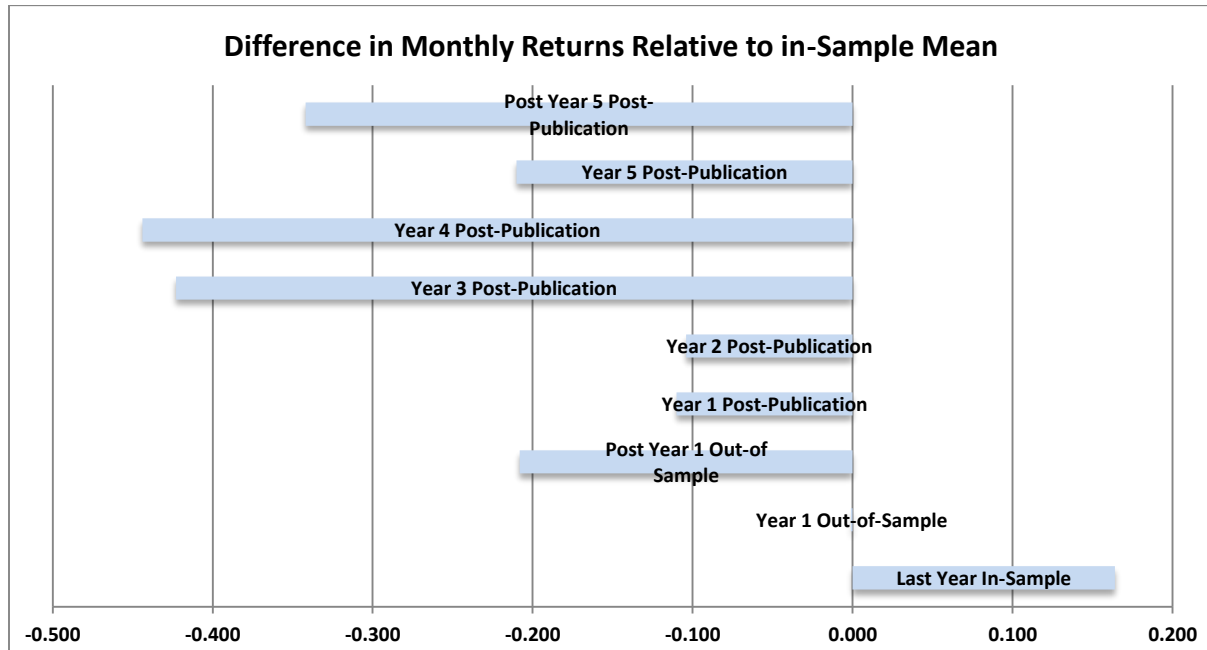 Difference in Monthly Returns Relative to in-Sample Mean
Post Year 5 Post-
Publication
Year 5 Post-Publication
Year 4 Post-Publication
Year 3 Post-Publication
Year 2 Post-Publication
Year 1 Post-Publication
Post Year 1 Out-of
Sample
Year 1 Out-of-Sample
Last Year In-Sample
-0.500 -0.400 -0.300 -0.200 -0.100 0.000 0.100 0.200